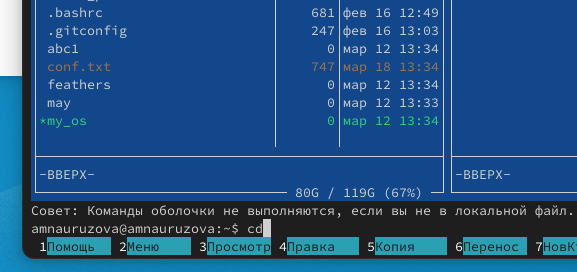 .bashrc 681 фев 16 12:49
.gitconfig 247 фев 16 13:03
abc1 0 мар 12 13:34
conf.txt 747 мар 18 13:34
feathers 0 мар 12 13:34
may 0 мар 12 13:33
*my_os 0 мар 12 13:34
-ВВЕРХ- -ВВЕРХ-
80G / 119G (67%)
Совет: Команды оболочки не выполняются, если вы не в локальной файл.
amnauruzova@amnauruzova:~$ cd
1Помощь 2Меню 3Просмотр 4Правка 5Копия 6Перенос 7НовК